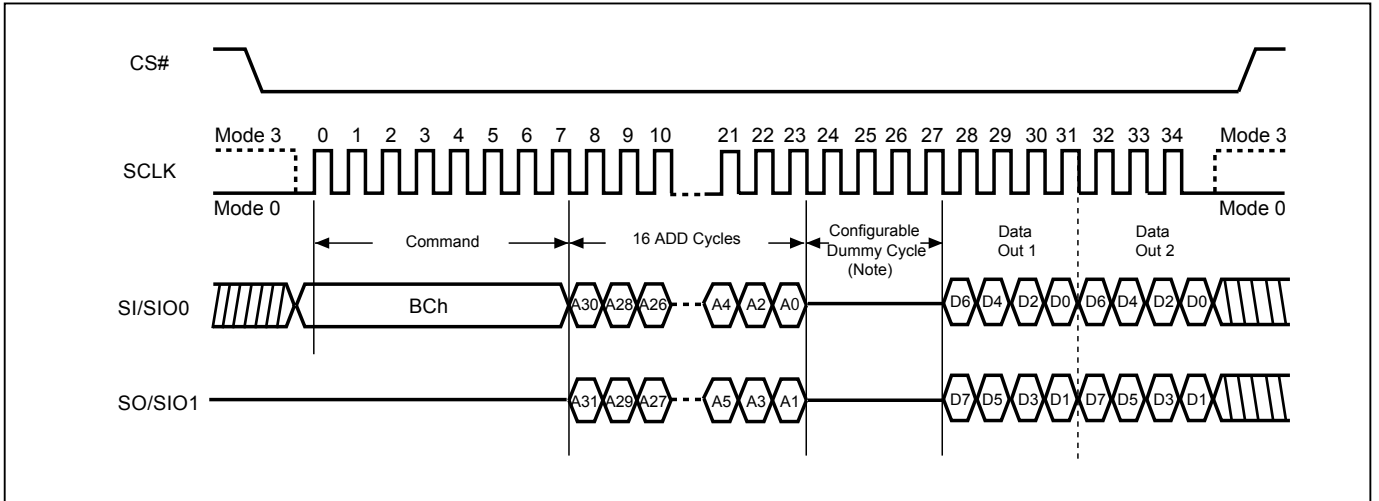 CS#
Mode 3 0 1 2 3 4 5 6 7 8 9 10 21 22 23 24 25 26 27 28 29 30 31 32 33 34 Mode 3
SCLK
Mode 0 Mode 0
Command 16 ADD Cycles Configurable Dummy Cycle (Note) Data Out 1 Data Out 2
SI/SIO0 BCh A30 A28 A26 A4 A2 A0 D6 D4 D2 D0 D6 D4 D2 D0
SO/SIO1 A31 A29 A27 A5 A3 A1 D7 D5 D3 D1 D7 D5 D3 D1